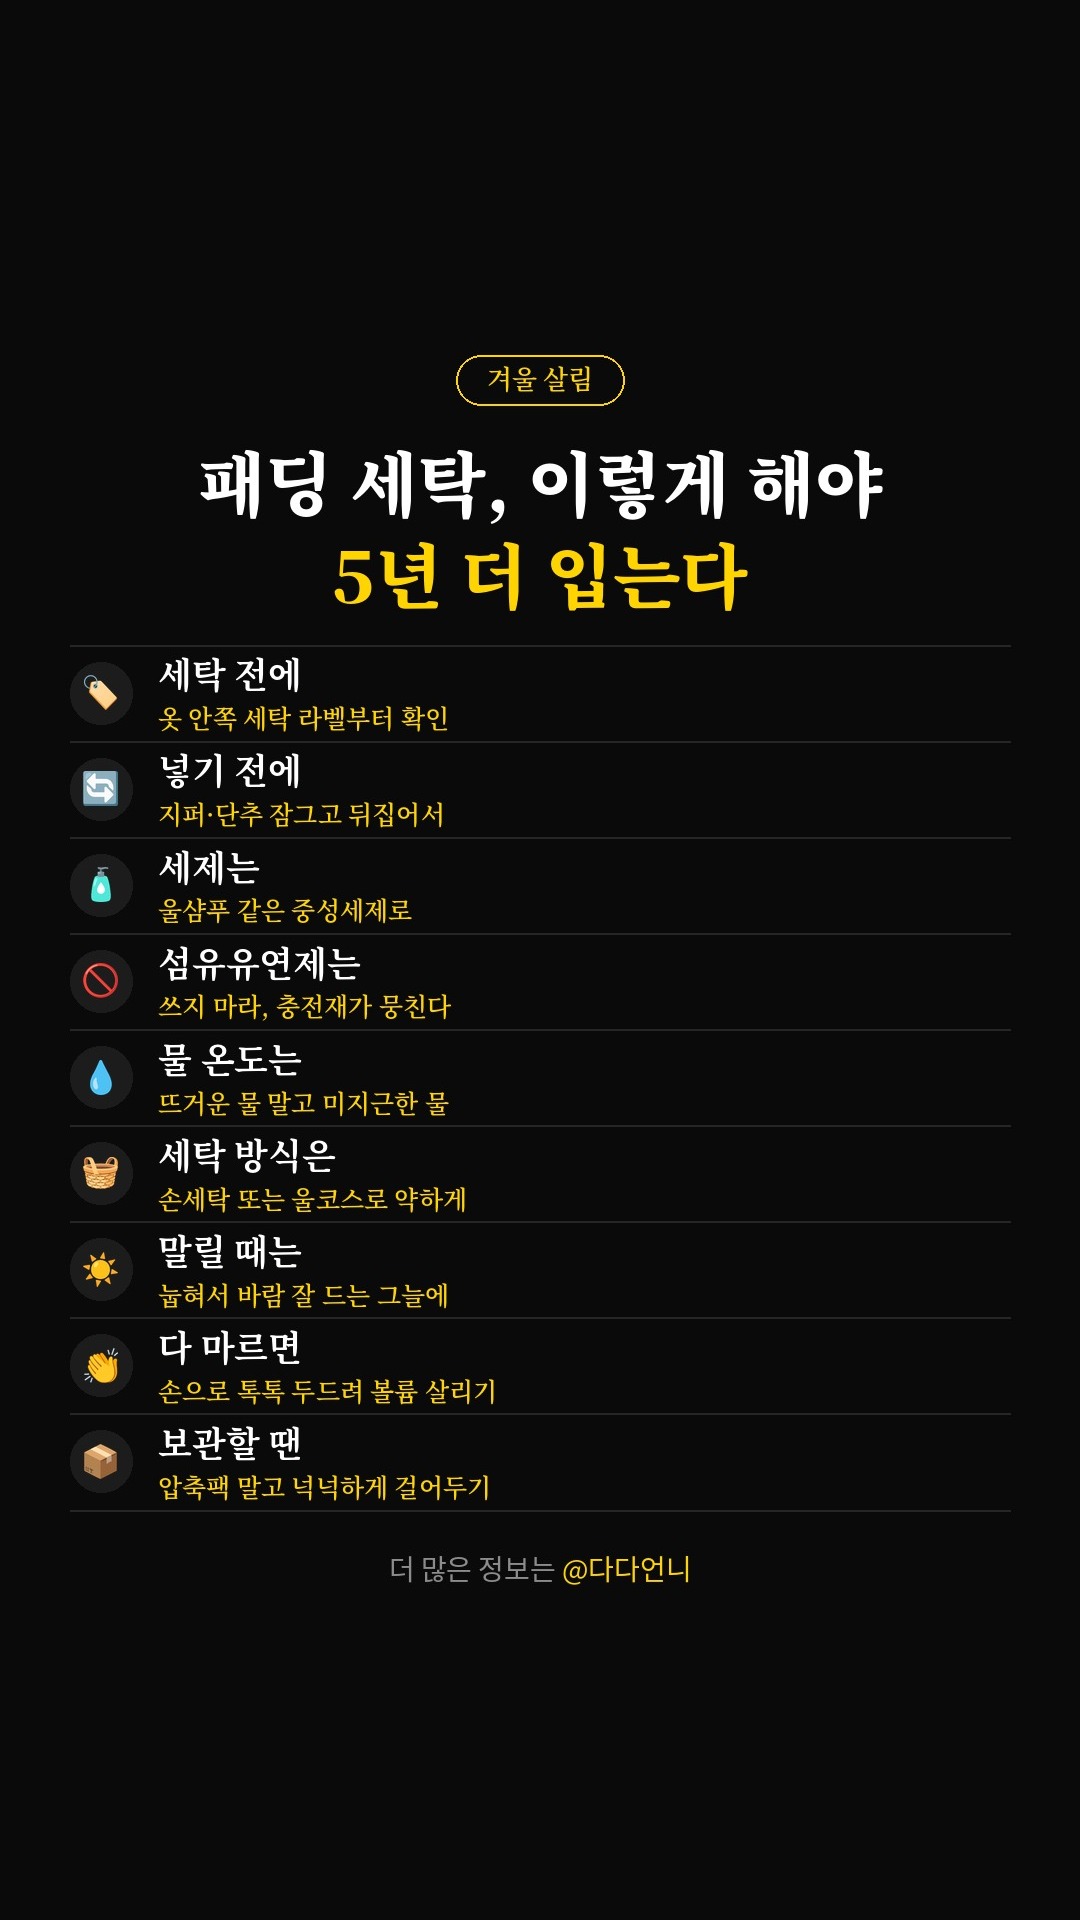 겨울 살림
패딩 세탁, 이렇게 해야
5년 더 입는다
세탁 전에
옷 안쪽 세탁 라벨부터 확인
넣기 전에
지퍼·단추 잠그고 뒤집어서
세제는
울샴푸 같은 중성세제로
섬유유연제는
쓰지 마라, 충전재가 뭉친다
물 온도는
뜨거운 물 말고 미지근한 물
세탁 방식은
손세탁 또는 울코스로 약하게
말릴 때는
눕혀서 바람 잘 드는 그늘에
다 마르면
손으로 톡톡 두드려 볼륨 살리기
보관할 땐
압축팩 말고 넉넉하게 걸어두기
더 많은 정보는 @다다언니